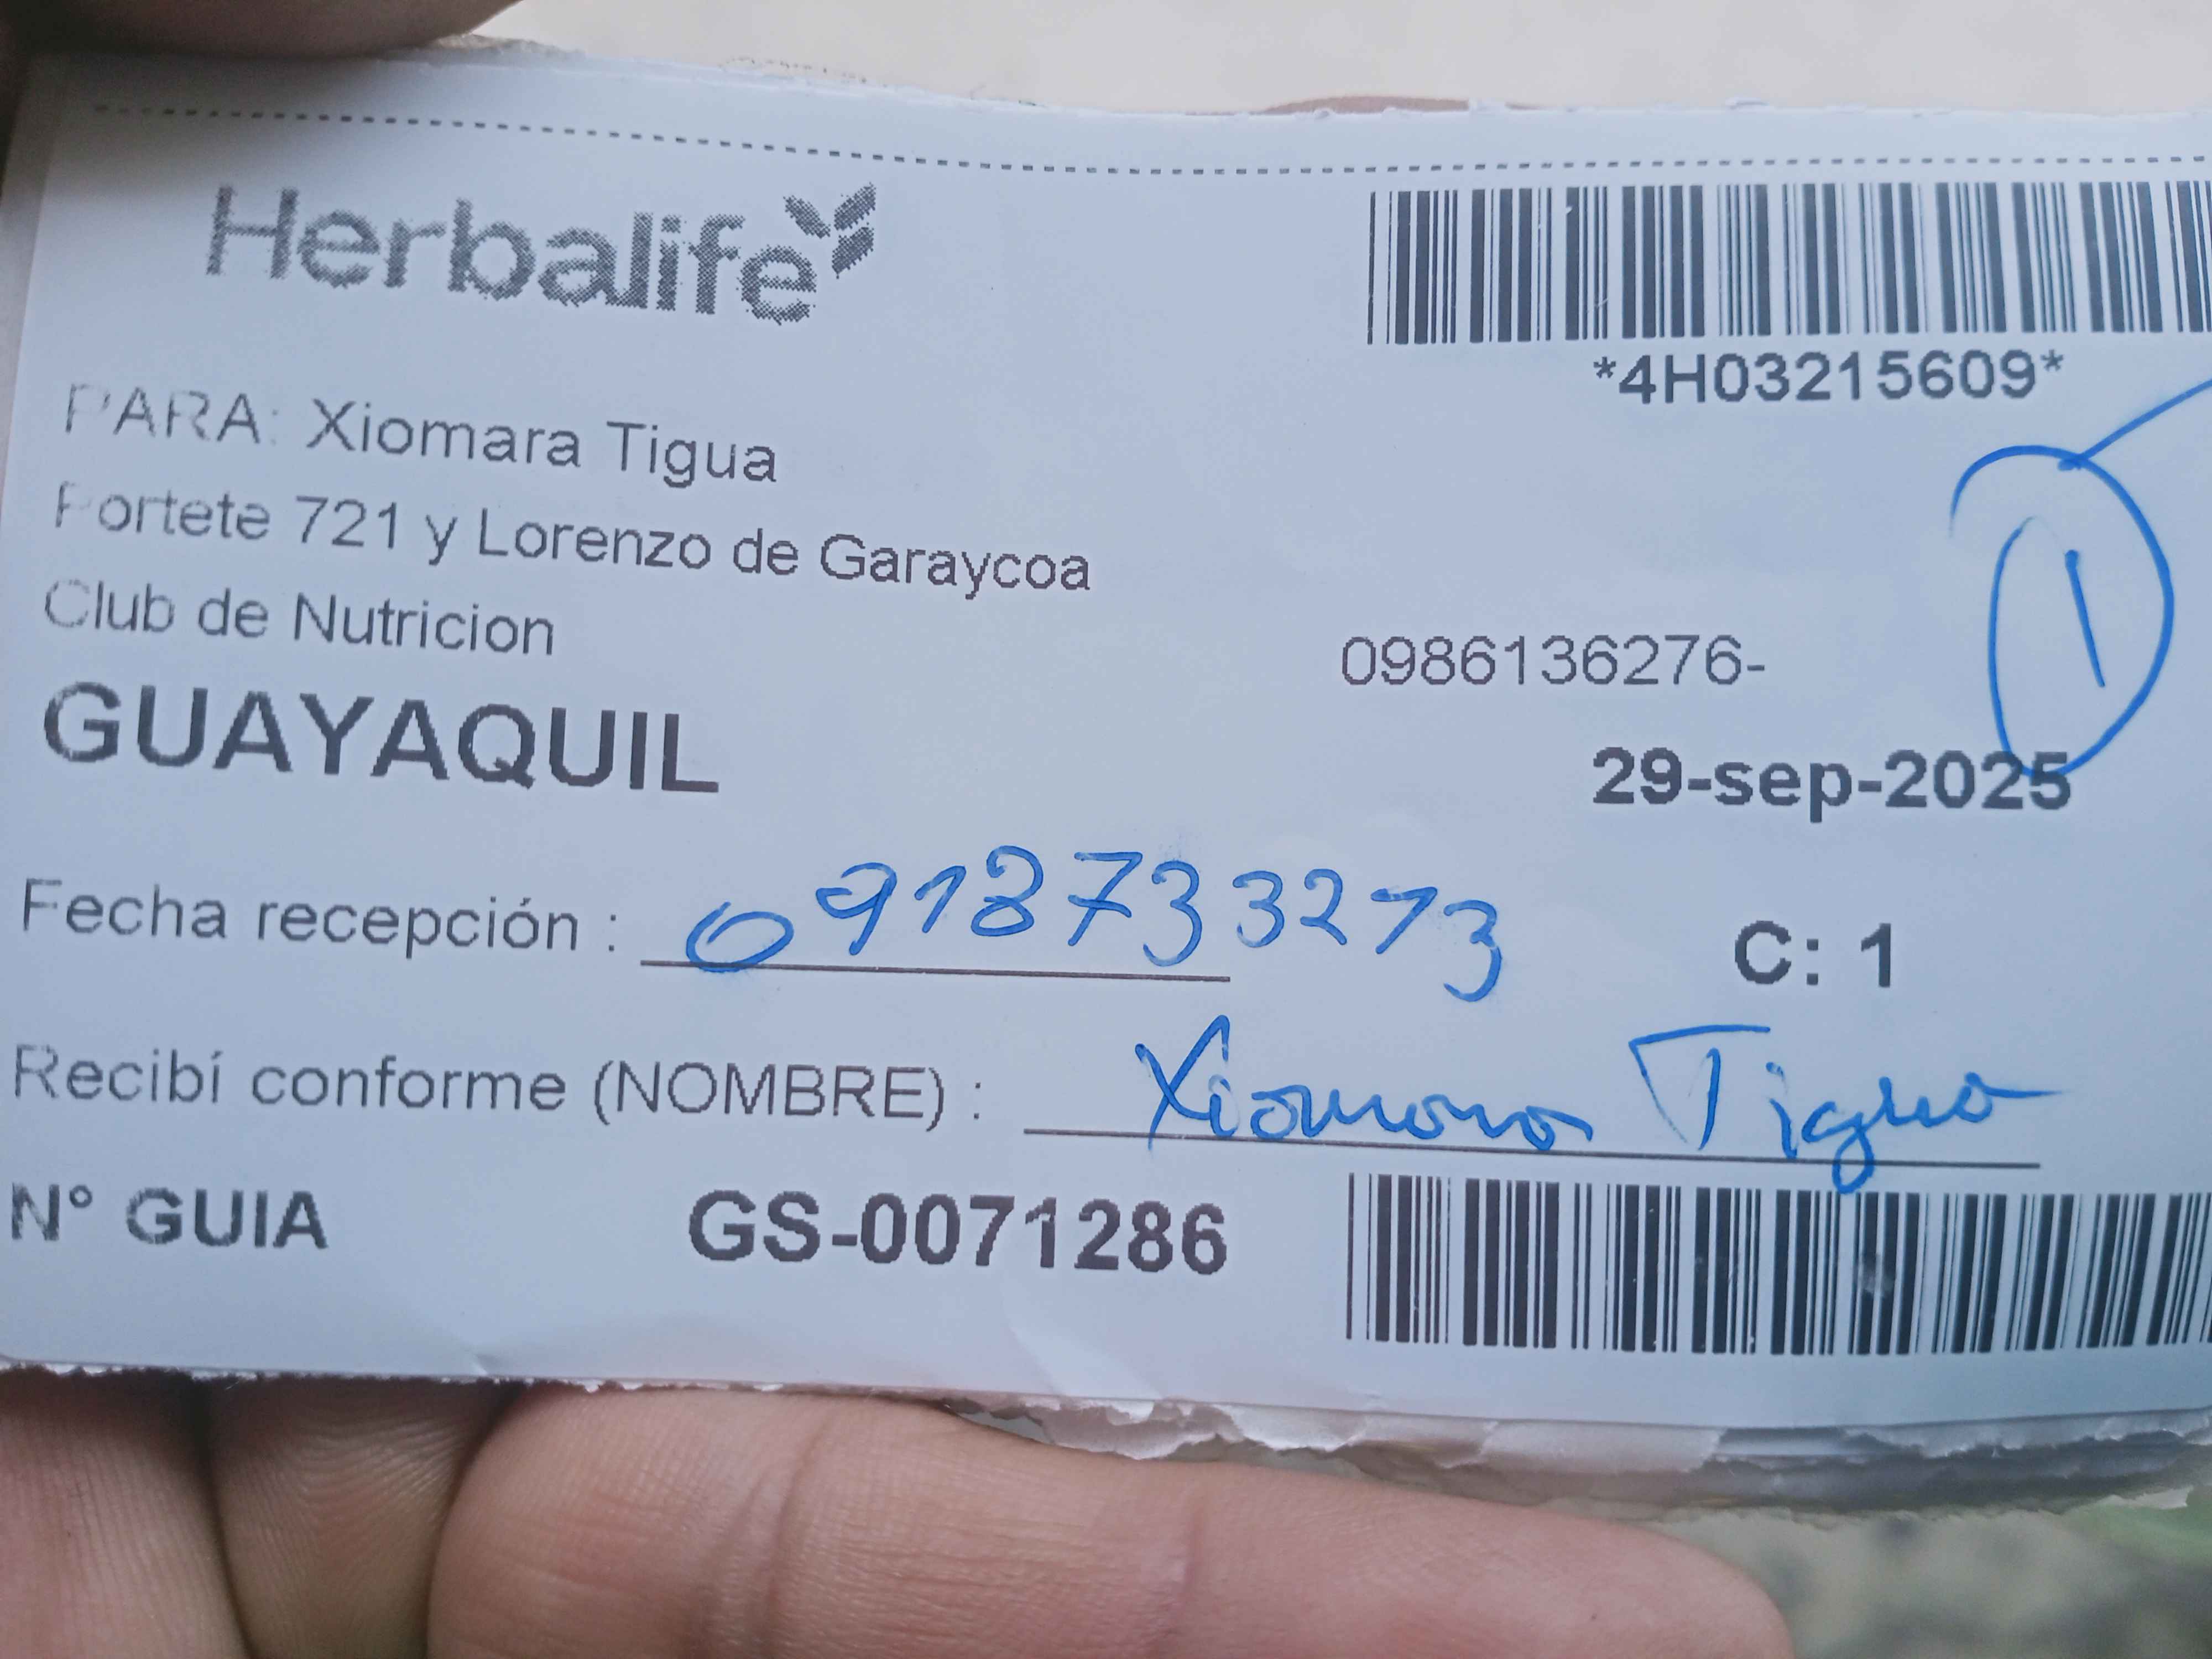 Herbalife
*4H03215609*
PARA: Xiomara Tigua
Portete 721 y Lorenzo de Garaycoa
Club de Nutricion
0986136276-
1
GUAYAQUIL
29-sep-2025
Fecha recepción : 0918733273
C: 1
Recibí conforme (NOMBRE) : Xiomara Tigua
N° GUIA GS-0071286